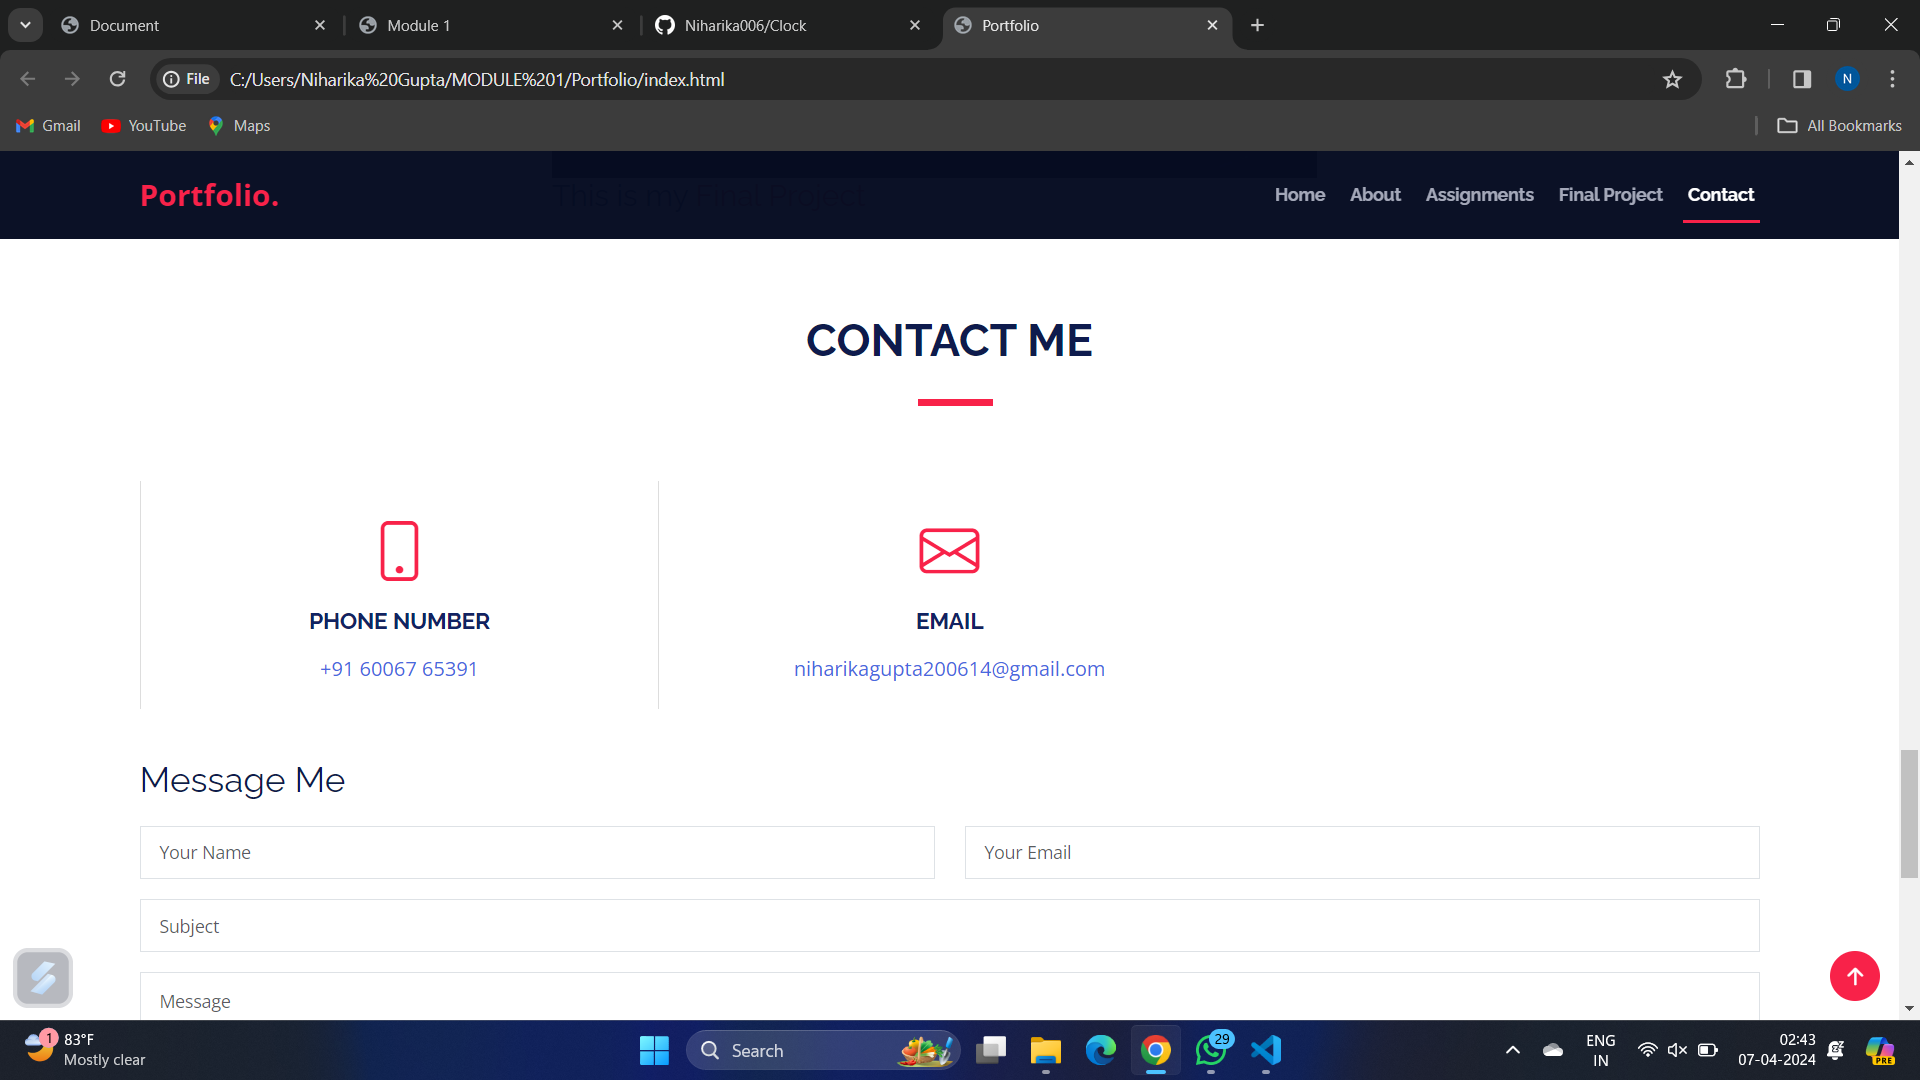 Document
Module 1
Niharika006/Clock
Portfolio
File
C:/Users/Niharika%20Gupta/MODULE%201/Portfolio/index.html
N
Gmail
YouTube
Maps
All Bookmarks
Portfolio.
This is my Final Project
Home
About
Assignments
Final Project
Contact
CONTACT ME
PHONE NUMBER
EMAIL
+91 60067 65391
niharikagupta200614@gmail.com
Message Me
Your Name
Your Email
Subject
Message
1
83°F
Mostly clear
Search
29
ENG
IN
02:43
07-04-2024
PRE